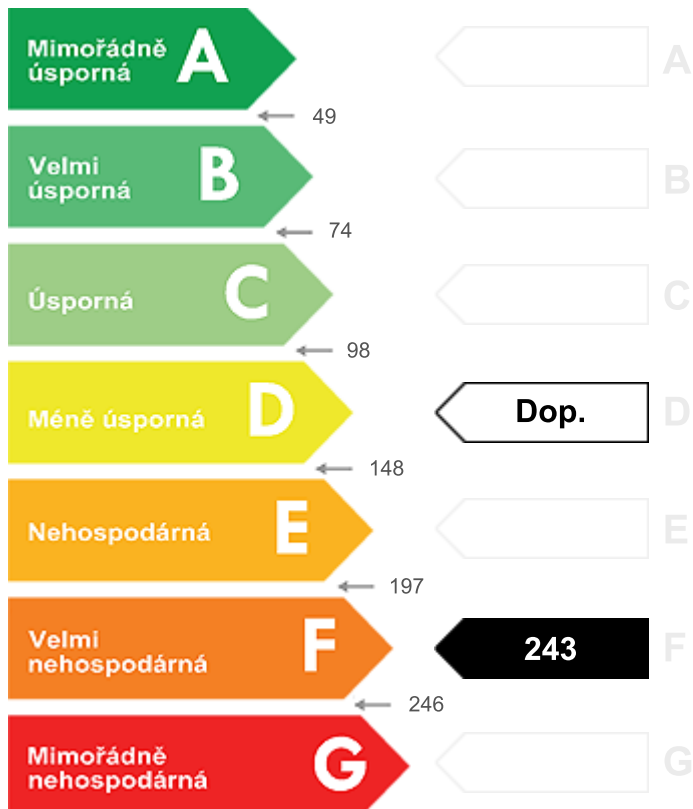 Mimořádně
úsporná
A
A
49
Velmi
úsporná
B
B
74
Úsporná
C
C
98
Méně úsporná
D
Dop.
D
148
Nehospodárná
E
E
197
Velmi
nehospodárná
F
243
F
246
Mimořádně
nehospodárná
G
G